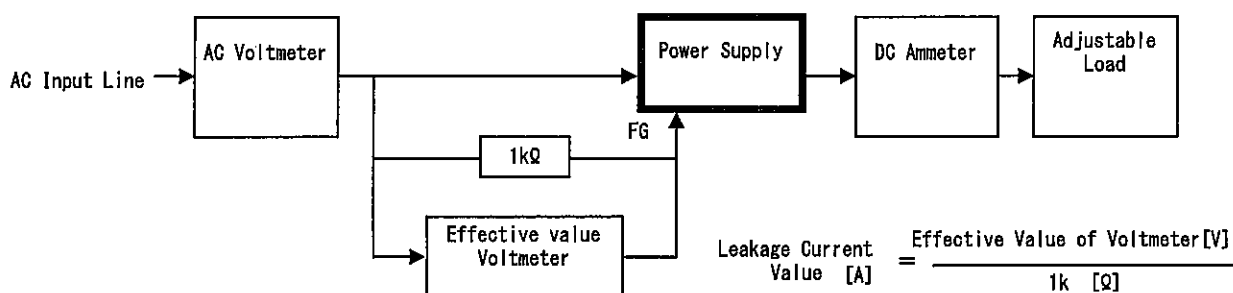 AC Input Line
AC Voltmeter
Power Supply
DC Ammeter
Adjustable
Load
FG
1kΩ
Effective value
Voltmeter
Leakage Current
Value [A]
=
Effective Value of Voltmeter[V]
1k [Ω]